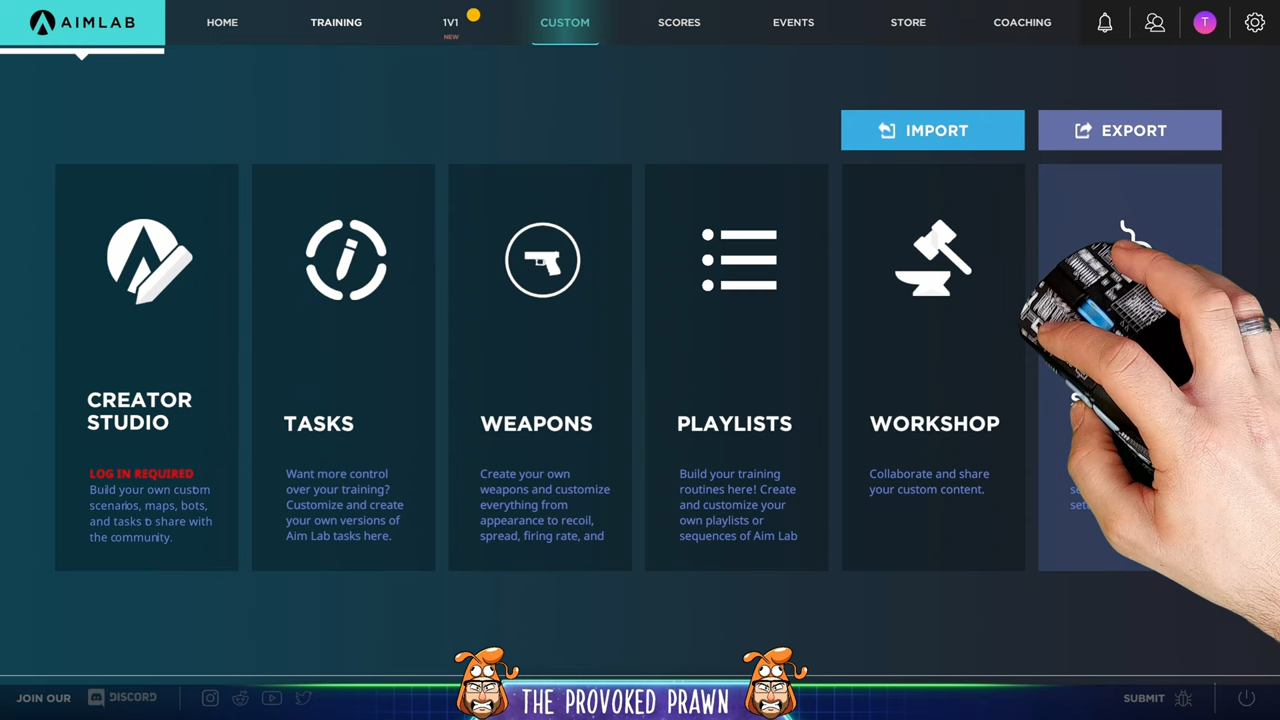 AIMLAB
HOME
TRAINING
1V1
NEW
CUSTOM
SCORES
EVENTS
STORE
COACHING
T
IMPORT
EXPORT
CREATOR
STUDIO
LOG IN REQUIRED
Build your own custom
scenarios, maps, bots,
and tasks to share with
the community.
TASKS
Want more control
over your training?
Customize and create
your own versions of
Aim Lab tasks here.
WEAPONS
Create your own
weapons and customize
everything from
appearance to recoil,
spread, firing rate, and
PLAYLISTS
Build your training
routines here! Create
and customize your
own playlists or
sequences of Aim Lab
WORKSHOP
Collaborate and share
your custom content.
JOIN OUR
DISCORD
THE PROVOKED PRAWN
SUBMIT